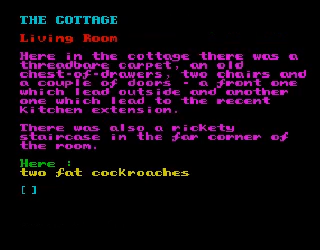 THE COTTAGE
Living Room
Here in the cottage there was a
threadbare carpet, an old
chest-of-drawers, two chairs and
a couple of doors - a front one
which lead outside and another
one which lead to the recent
kitchen extension.
There was also a rickety
staircase in the far corner of
the room.
Here :
two fat cockroaches
[ ]